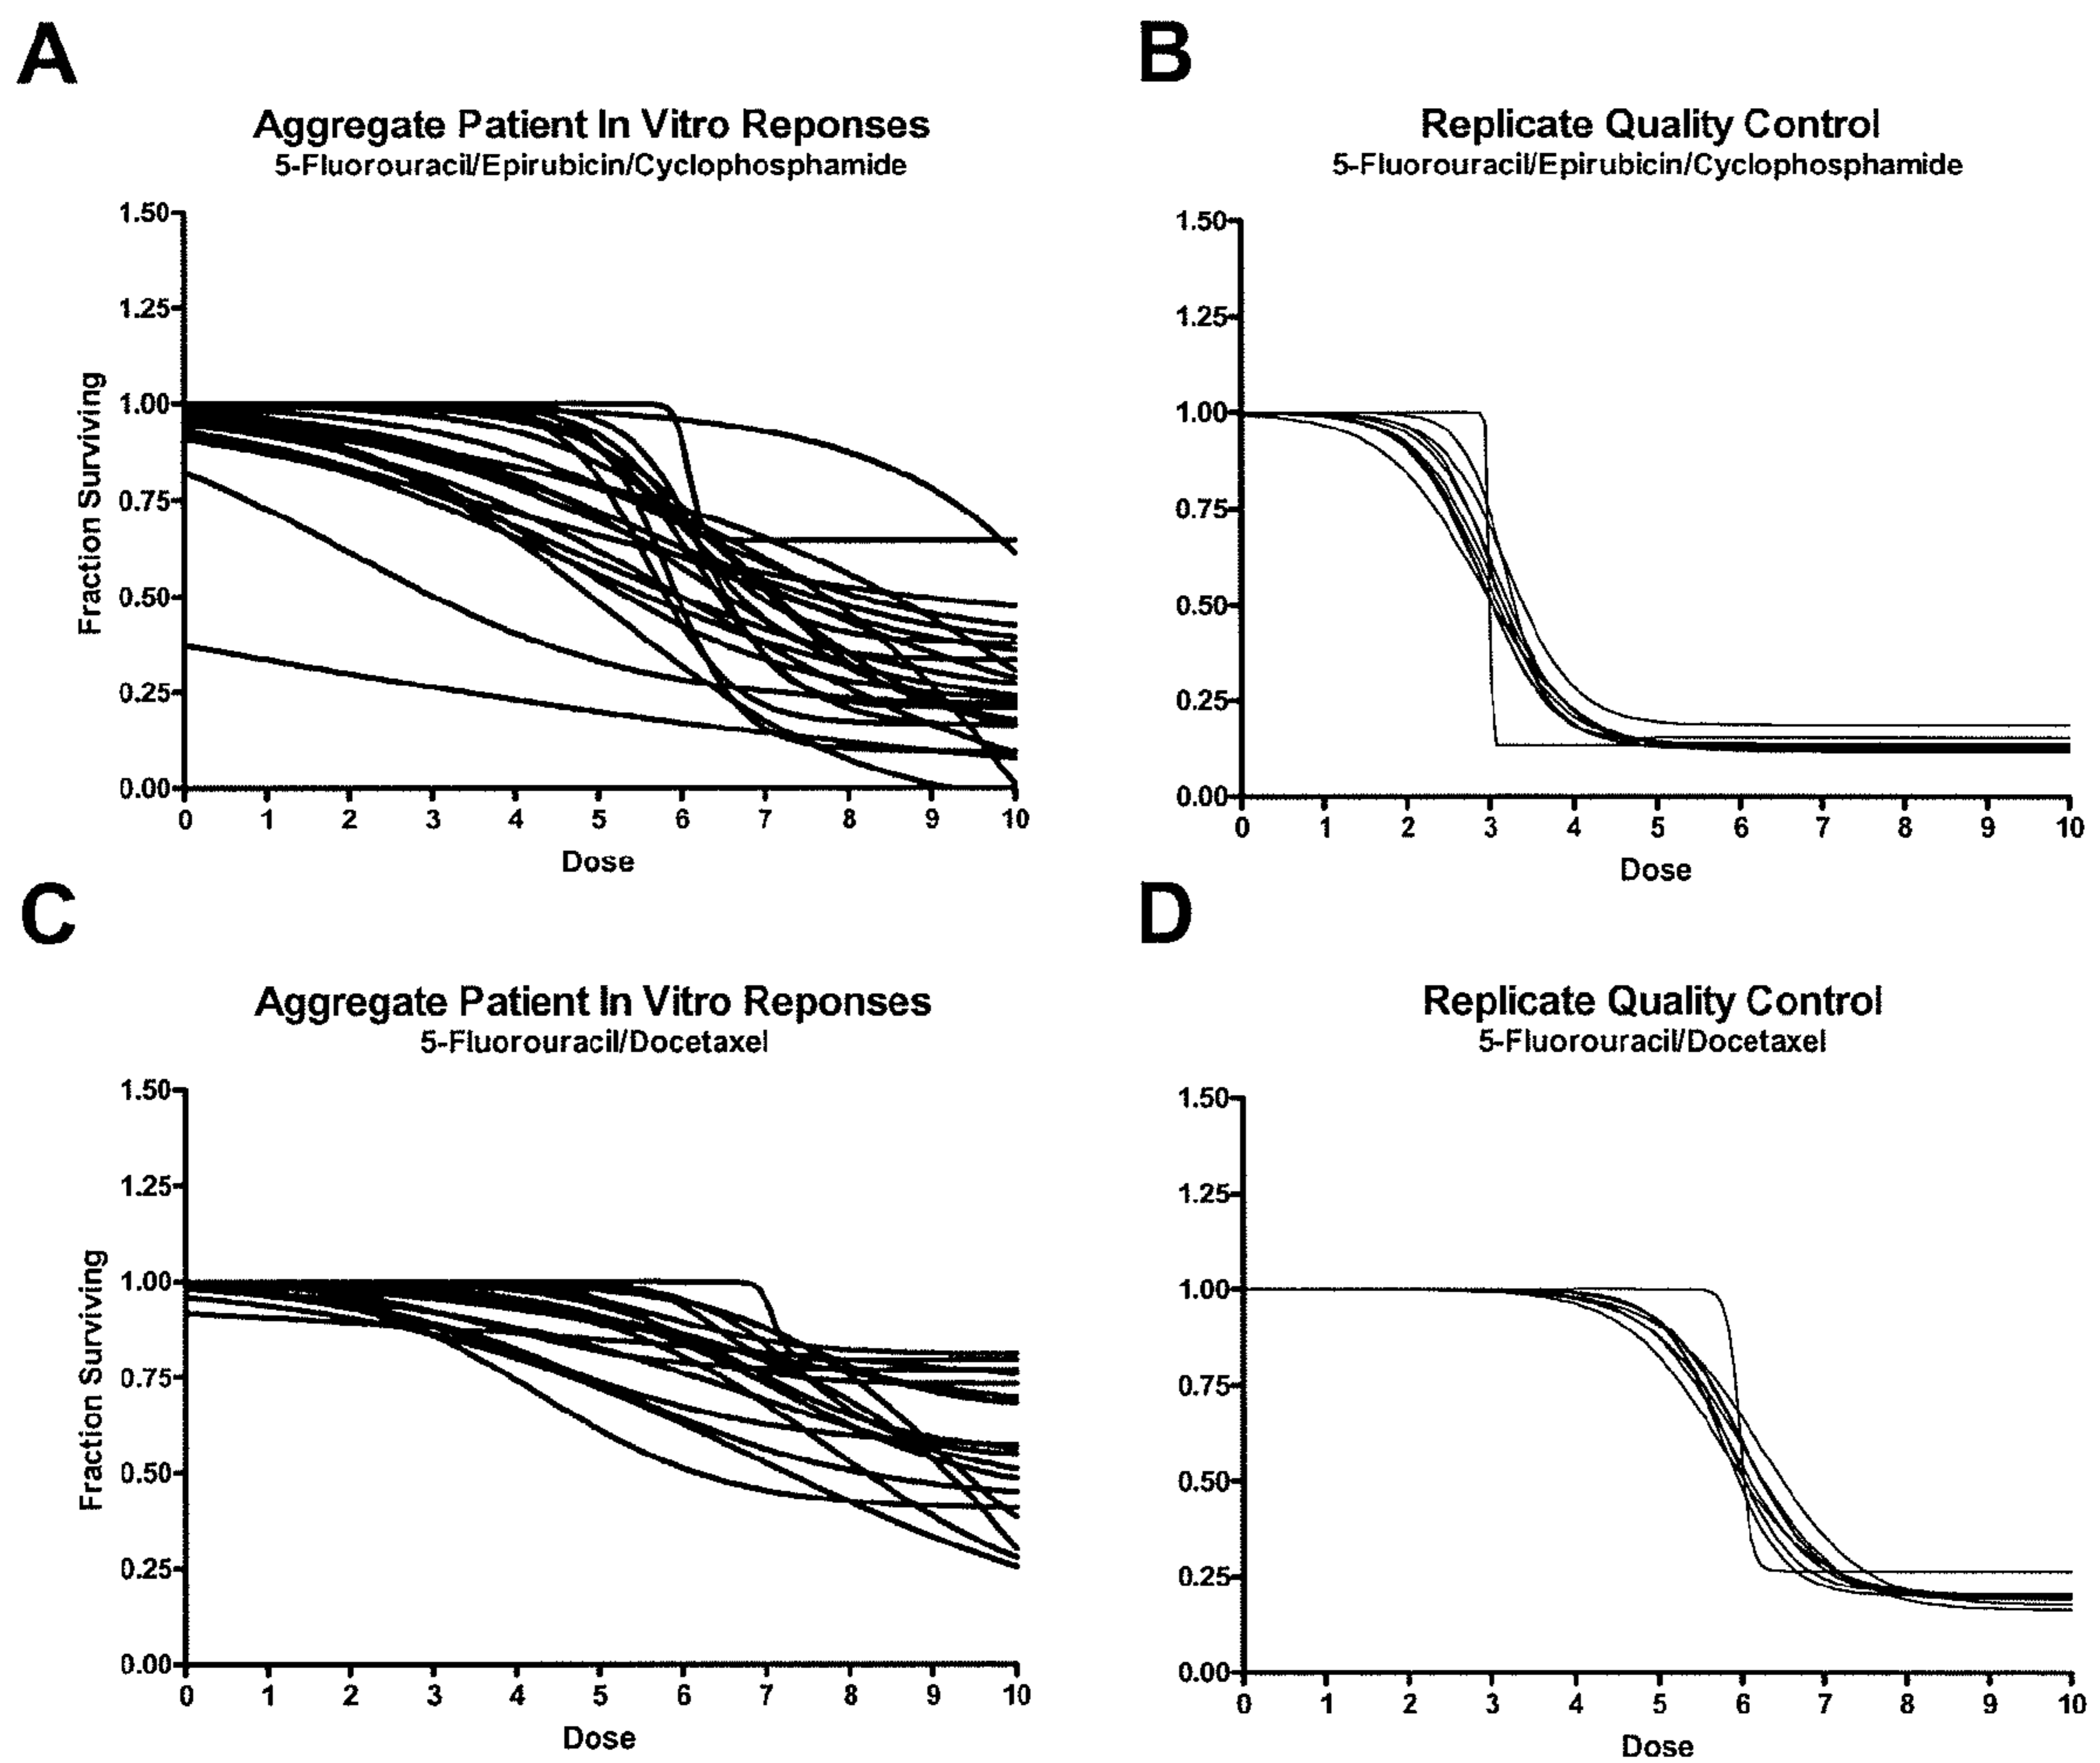 A
Aggregate Patient In Vitro Reponses
5-Fluorouracil/Epirubicin/Cyclophosphamide
1.50
1.25
1.00
0.75
0.50
0.25
0.00
Fraction Surviving
0 1 2 3 4 5 6 7 8 9 10
Dose
B
Replicate Quality Control
5-Fluorouracil/Epirubicin/Cyclophosphamide
1.50
1.25
1.00
0.75
0.50
0.25
0.00
0 1 2 3 4 5 6 7 8 9 10
Dose
C
Aggregate Patient In Vitro Reponses
5-Fluorouracil/Docetaxel
1.50
1.25
1.00
0.75
0.50
0.25
0.00
Fraction Surviving
0 1 2 3 4 5 6 7 8 9 10
Dose
D
Replicate Quality Control
5-Fluorouracil/Docetaxel
1.50
1.25
1.00
0.75
0.50
0.25
0.00
0 1 2 3 4 5 6 7 8 9 10
Dose